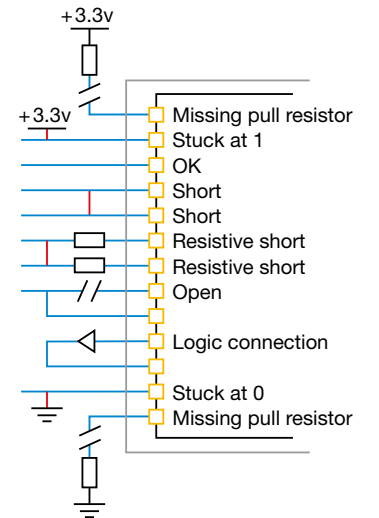 +3.3v
+3.3v
Missing pull resistor
Stuck at 1
OK
Short
Short
Resistive short
Resistive short
Open
Logic connection
Stuck at 0
Missing pull resistor